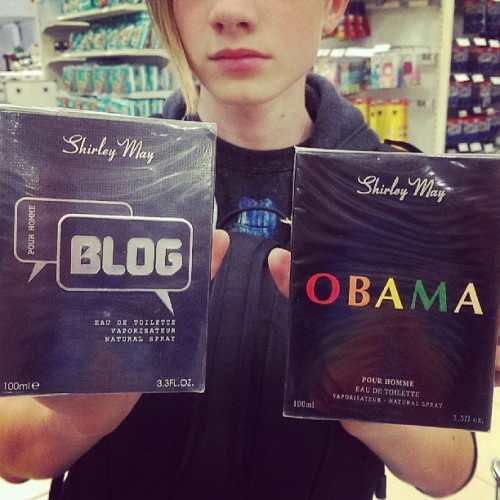 Shirley May
POUR HOMME
BLOG
EAU DE TOILETTE
VAPORISATEUR
NATURAL SPRAY
100ml e
3.3FL.OZ.
Shirley May
OBAMA
POUR HOMME
EAU DE TOILETTE
VAPORISATEUR - NATURAL SPRAY
100ml
3.3fl oz.